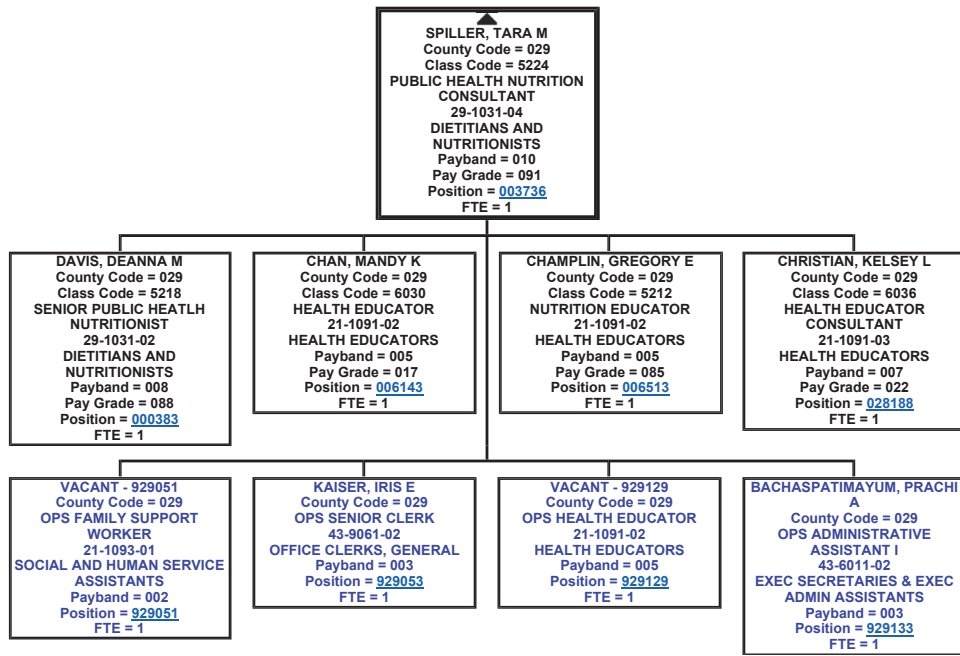 SPILLER, TARA M
County Code = 029
Class Code = 5224
PUBLIC HEALTH NUTRITION
CONSULTANT
29-1031-04
DIETITIANS AND
NUTRITIONISTS
Payband = 010
Pay Grade = 091
Position = 003736
FTE = 1
DAVIS, DEANNA M
County Code = 029
Class Code = 5218
SENIOR PUBLIC HEATLH
NUTRITIONIST
29-1031-02
DIETITIANS AND
NUTRITIONISTS
Payband = 008
Pay Grade = 088
Position = 000383
FTE = 1
CHAN, MANDY K
County Code = 029
Class Code = 6030
HEALTH EDUCATOR
21-1091-02
HEALTH EDUCATORS
Payband = 005
Pay Grade = 017
Position = 006143
FTE = 1
CHAMPLIN, GREGORY E
County Code = 029
Class Code = 5212
NUTRITION EDUCATOR
21-1091-02
HEALTH EDUCATORS
Payband = 005
Pay Grade = 085
Position = 006513
FTE = 1
CHRISTIAN, KELSEY L
County Code = 029
Class Code = 6036
HEALTH EDUCATOR
CONSULTANT
21-1091-03
HEALTH EDUCATORS
Payband = 007
Pay Grade = 022
Position = 028188
FTE = 1
VACANT - 929051
County Code = 029
OPS FAMILY SUPPORT
WORKER
21-1093-01
SOCIAL AND HUMAN SERVICE
ASSISTANTS
Payband = 002
Position = 929051
FTE = 1
KAISER, IRIS E
County Code = 029
OPS SENIOR CLERK
43-9061-02
OFFICE CLERKS, GENERAL
Payband = 003
Position = 929053
FTE = 1
VACANT - 929129
County Code = 029
OPS HEALTH EDUCATOR
21-1091-02
HEALTH EDUCATORS
Payband = 005
Position = 929129
FTE = 1
BACHASPATIMAYUM, PRACHI
A
County Code = 029
OPS ADMINISTRATIVE
ASSISTANT I
43-6011-02
EXEC SECRETARIES & EXEC
ADMIN ASSISTANTS
Payband = 003
Position = 929133
FTE = 1